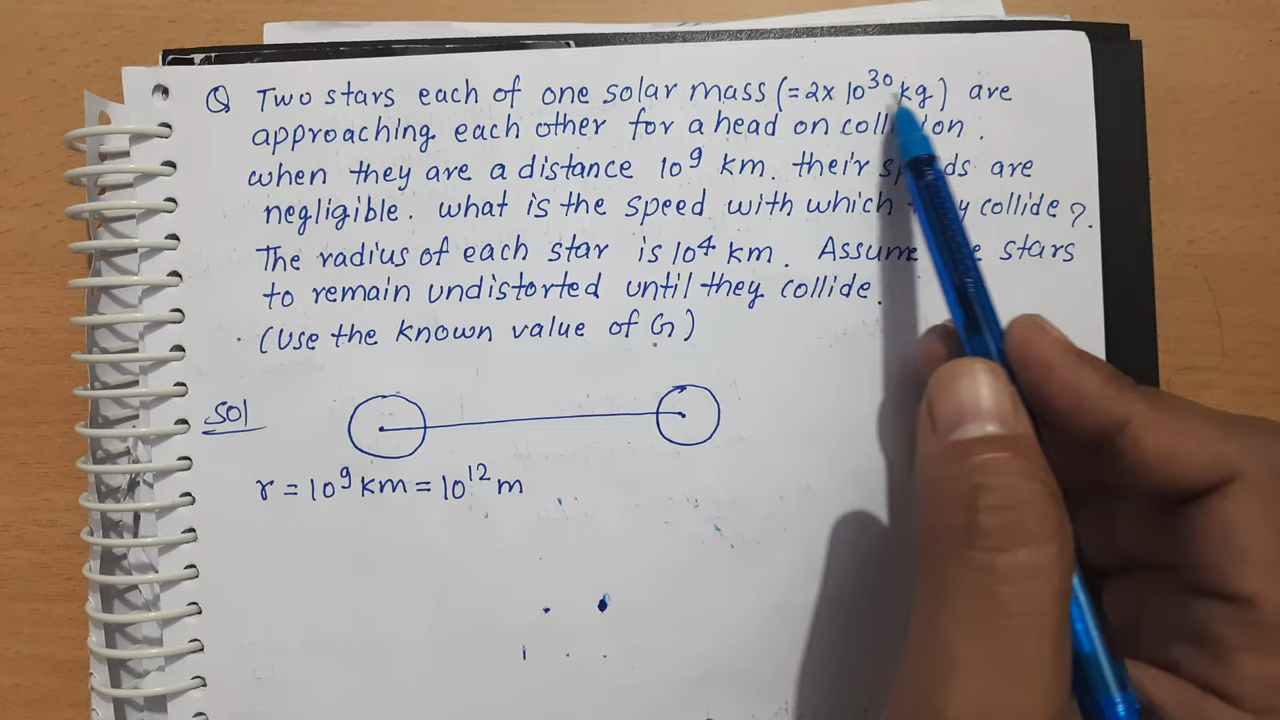 Q Two stars each of one solar mass (=2x 10^30 kg) are
approaching each other for a head on
when they are a distance 10^9 km. their are
negligible. what is the speed with which collide ?.
The radius of each star is 10^4 km. Assume stars
to remain undistorted until they collide.
(Use the known value of G)
Sol
r = 10^9 km = 10^12 m